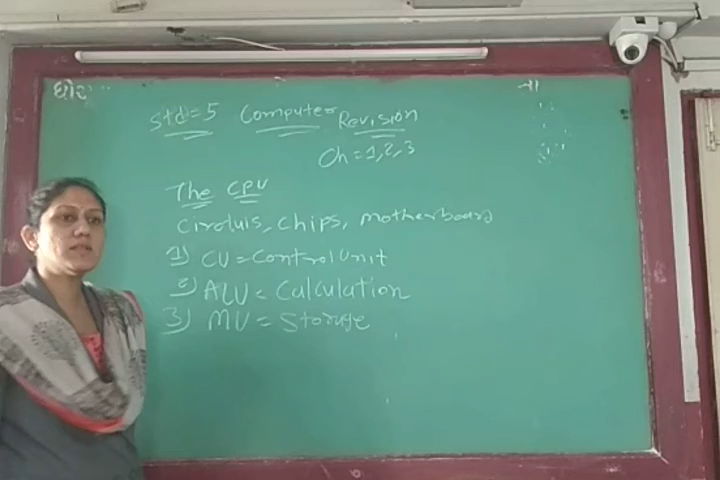 ધોર
તા
Std=5 Computer Revision
Ch=1,2,3
The CPU
Cirduis, Chips, Motherboard
1) CU = Control Unit
2) ALU = Calculation
3) MU = Storage